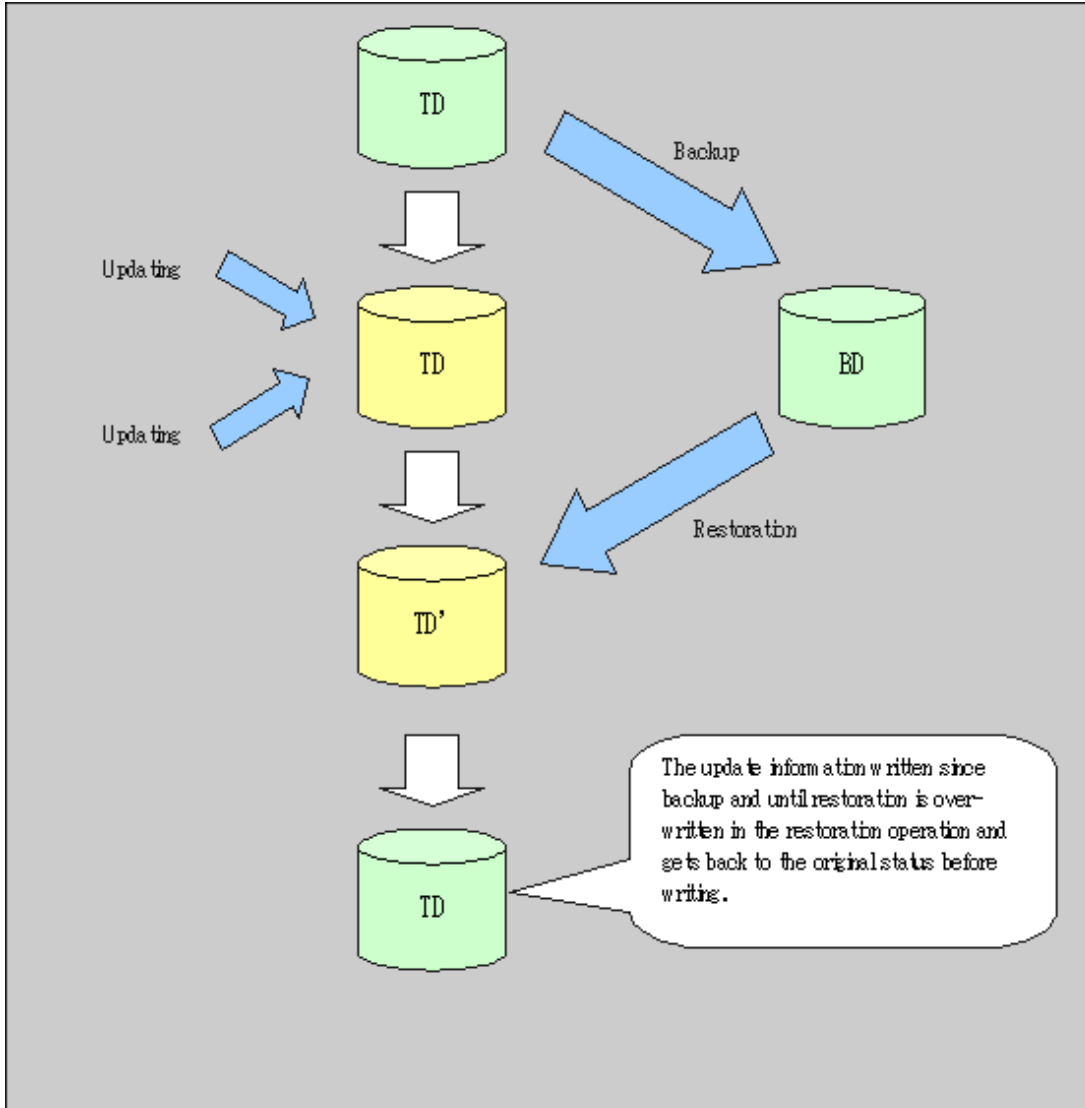 TD
Backup
Updating
TD
BD
Updating
Restoration
TD'
The update information written since
backup and until restoration is over-
written in the restoration operation and
gets back to the original status before
writing.
TD